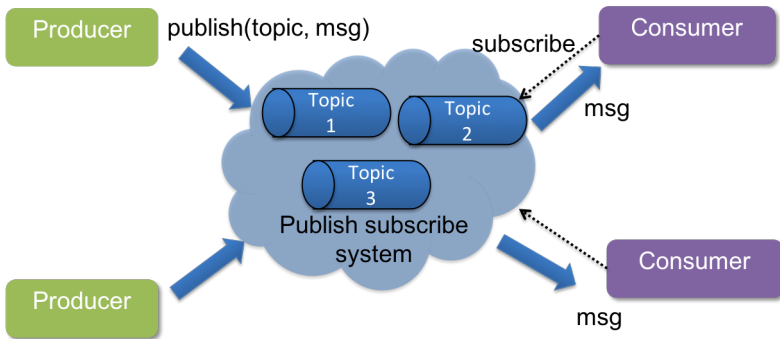 Producer
publish(topic, msg)
subscribe
Consumer
Topic
1
Topic
2
msg
Topic
3
Publish subscribe
system
Producer
Consumer
msg